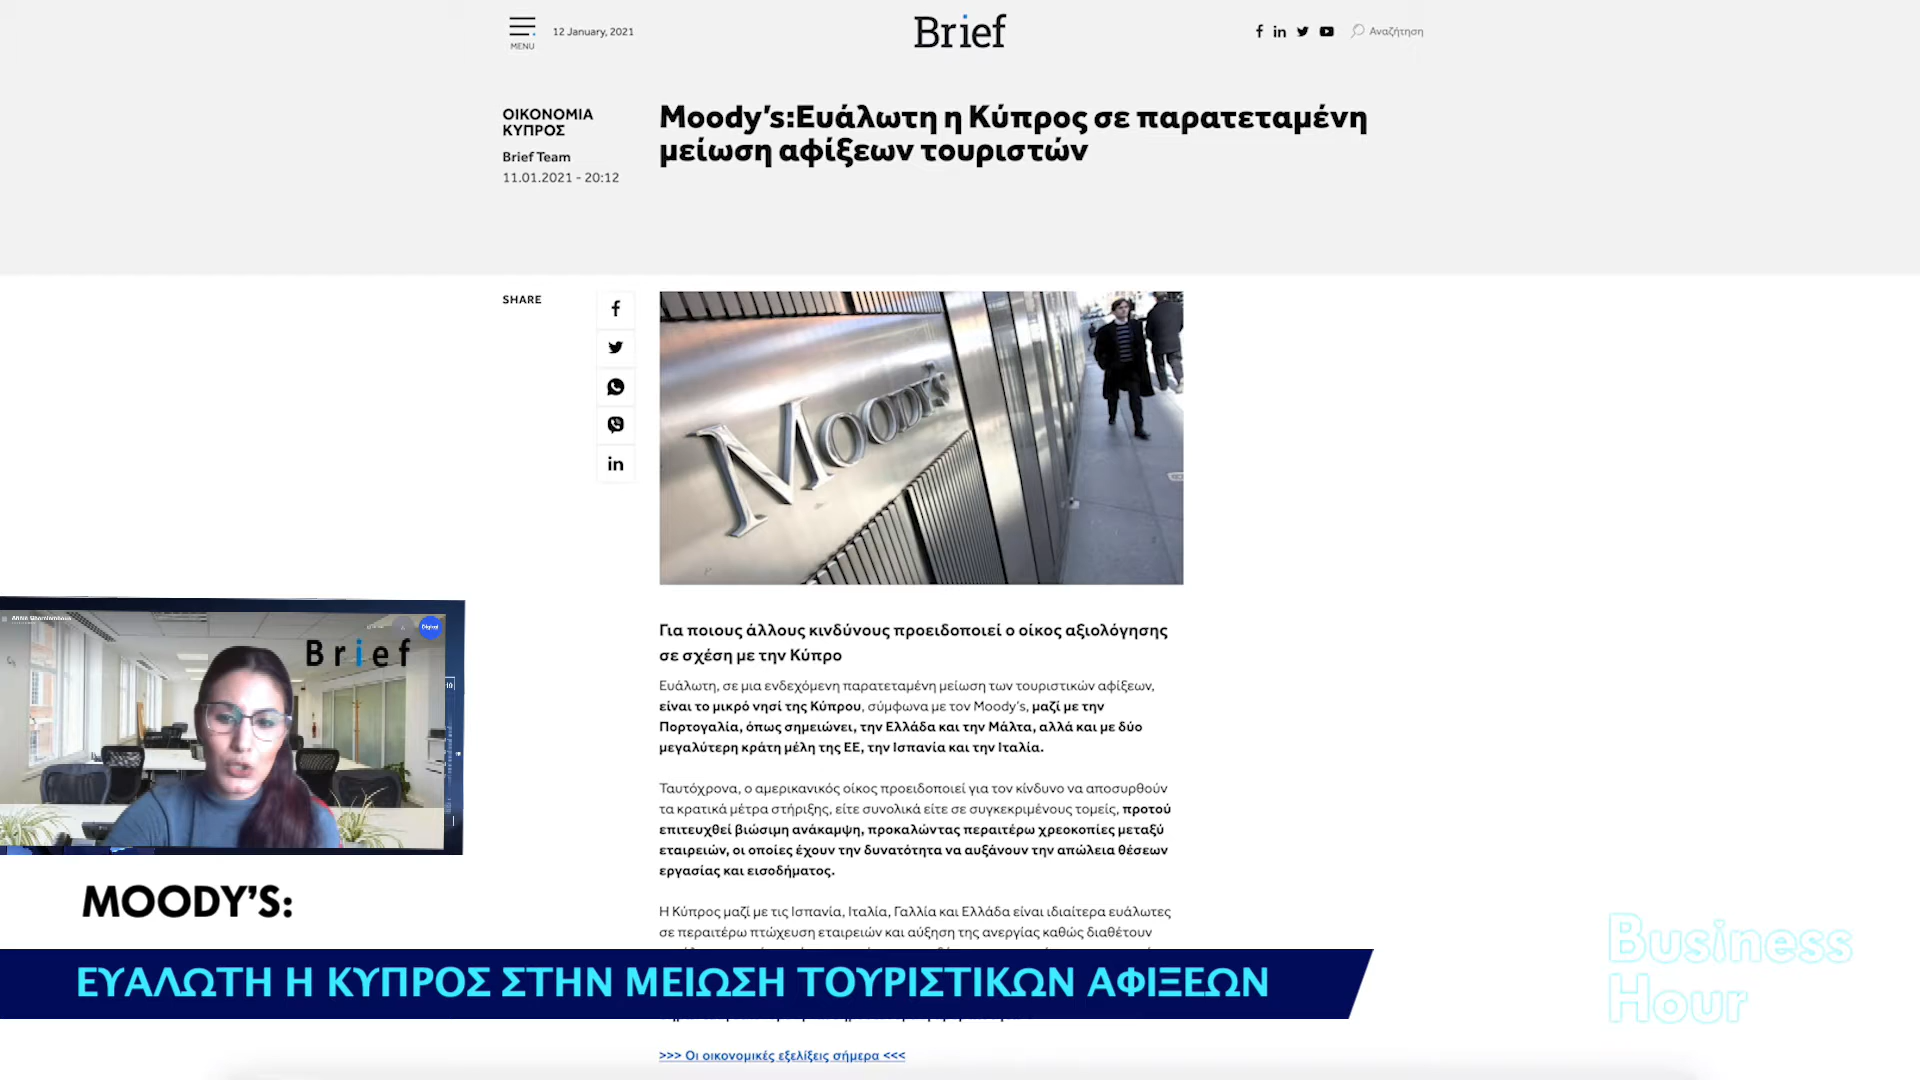 MENU
12 January, 2021
Brief
Αναζήτηση
ΟΙΚΟΝΟΜΙΑ
ΚΥΠΡΟΣ
Brief Team
11.01.2021 - 20:12
Moody's:Ευάλωτη η Κύπρος σε παρατεταμένη
μείωση αφίξεων τουριστών
SHARE
Moody's
Για ποιους άλλους κινδύνους προειδοποιεί ο οίκος αξιολόγησης
σε σχέση με την Κύπρο
Ευάλωτη, σε μια ενδεχόμενη παρατεταμένη μείωση των τουριστικών αφίξεων,
είναι το μικρό νησί της Κύπρου, σύμφωνα με τον Moody's, μαζί με την
Πορτογαλία, όπως σημειώνει, την Ελλάδα και την Μάλτα, αλλά και με δύο
μεγαλύτερη κράτη μέλη της ΕΕ, την Ισπανία και την Ιταλία.
Ταυτόχρονα, ο αμερικανικός οίκος προειδοποιεί για τον κίνδυνο να αποσυρθούν
τα κρατικά μέτρα στήριξης, είτε συνολικά είτε σε συγκεκριμένους τομείς, προτού
επιτευχθεί βιώσιμη ανάκαμψη, προκαλώντας περαιτέρω χρεοκοπίες μεταξύ
εταιρειών, οι οποίες έχουν την δυνατότητα να αυξάνουν την απώλεια θέσεων
εργασίας και εισοδήματος.
Η Κύπρος μαζί με τις Ισπανία, Ιταλία, Γαλλία και Ελλάδα είναι ιδιαίτερα ευάλωτες
σε περαιτέρω πτώχευση εταιρειών και αύξηση της ανεργίας καθώς διαθέτουν
>>> Οι οικονομικές εξελίξεις σήμερα <<<
Brief
Digital
MOODY'S:
ΕΥΑΛΩΤΗ Η ΚΥΠΡΟΣ ΣΤΗΝ ΜΕΙΩΣΗ ΤΟΥΡΙΣΤΙΚΩΝ ΑΦΙΞΕΩΝ
Business
Hour